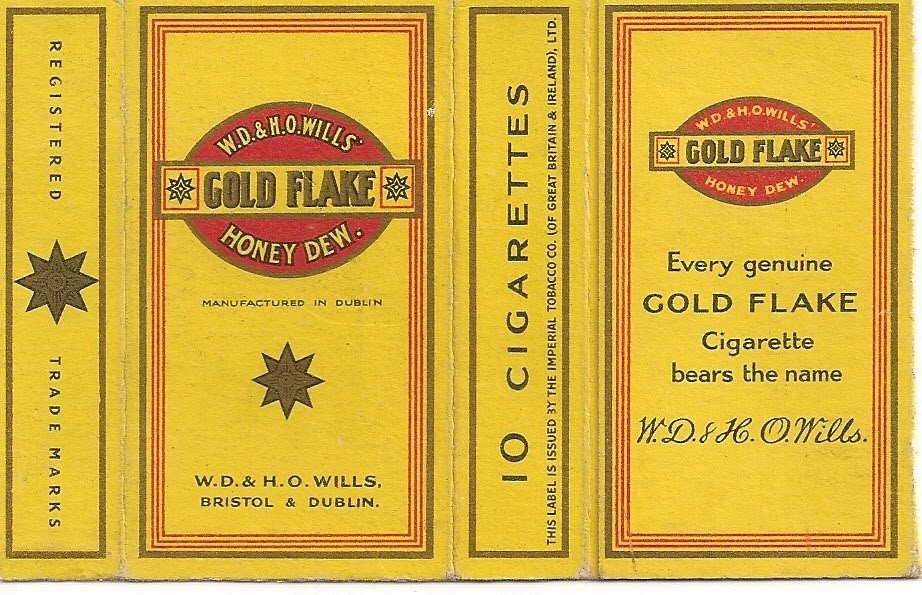 REGISTERED
TRADE MARKS
W.D.& H.O.WILLS'
GOLD FLAKE
HONEY DEW.
MANUFACTURED IN DUBLIN
W.D.& H.O.WILLS,
BRISTOL & DUBLIN.
10 CIGARETTES
THIS LABEL IS ISSUED BY THE IMPERIAL TOBACCO CO. (OF GREAT BRITAIN & IRELAND), LTD.
W.D.&H.O.WILLS'
GOLD FLAKE
HONEY DEW.
Every genuine
GOLD FLAKE
Cigarette
bears the name
W.D.& H.O.Wills.